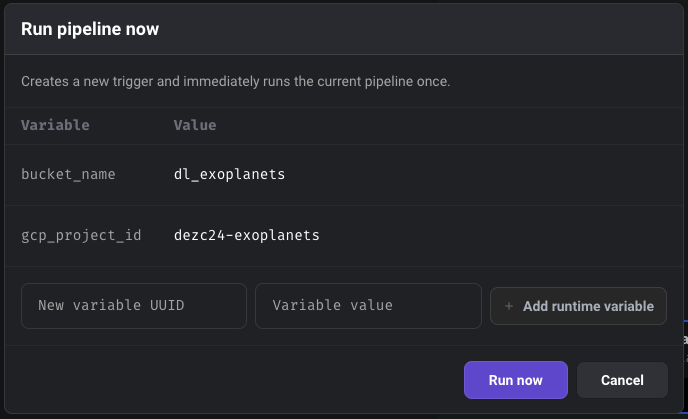 Run pipeline now
Creates a new trigger and immediately runs the current pipeline once.
Variable Value
bucket_name dl_exoplanets
gcp_project_id dezc24-exoplanets
New variable UUID Variable value + Add runtime variable
Run now Cancel